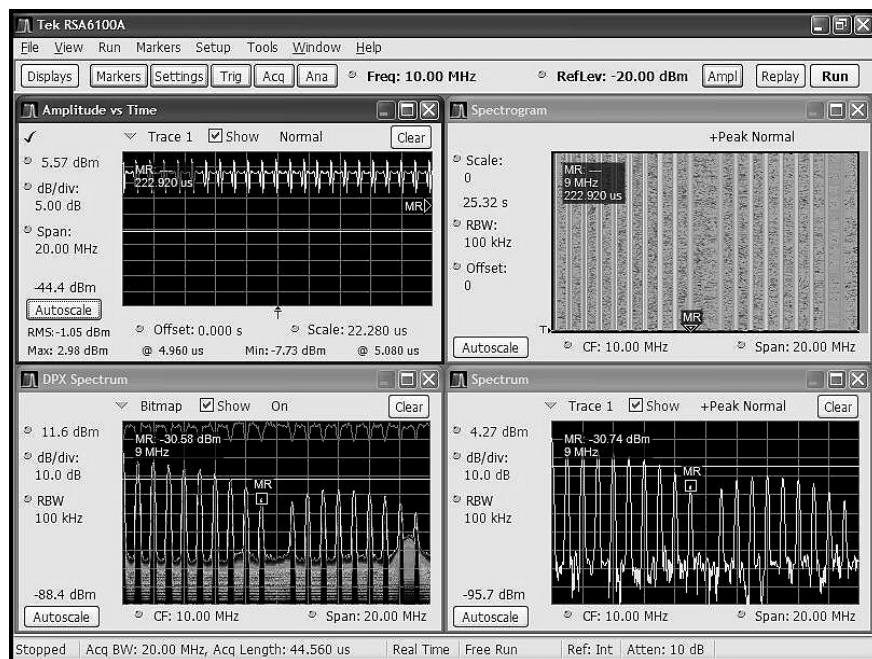 Tek RSA6100A
File View Run Markers Setup Tools Window Help
Displays Markers Settings Trig Acq Ana Freq: 10.00 MHz RefLev: -20.00 dBm Ampl Replay Run
Amplitude vs Time
Trace 1 Show Normal Clear
5.57 dBm
dB/div:
5.00 dB
Span:
20.00 MHz
-44.4 dBm
Autoscale
MR: ---
222.920 us
MR
RMS:-1.05 dBm Offset: 0.000 s Scale: 22.280 us
Max: 2.98 dBm @ 4.960 us Min: -7.73 dBm @ 5.080 us
Spectrogram
+Peak Normal
Scale:
0
25.32 s
RBW:
100 kHz
Offset:
0
MR: ---
9 MHz
222.920 us
MR
Autoscale CF: 10.00 MHz Span: 20.00 MHz
DPX Spectrum
Bitmap Show On Clear
11.6 dBm
dB/div:
10.0 dB
RBW
100 kHz
-88.4 dBm
MR: -30.58 dBm
9 MHz
MR
Autoscale CF: 10.00 MHz Span: 20.00 MHz
Spectrum
Trace 1 Show +Peak Normal Clear
4.27 dBm
dB/div:
10.0 dB
RBW
100 kHz
-95.7 dBm
MR: -30.74 dBm
9 MHz
MR
Autoscale CF: 10.00 MHz Span: 20.00 MHz
Stopped Acq BW: 20.00 MHz, Acq Length: 44.560 us Real Time Free Run Ref: Int Atten: 10 dB